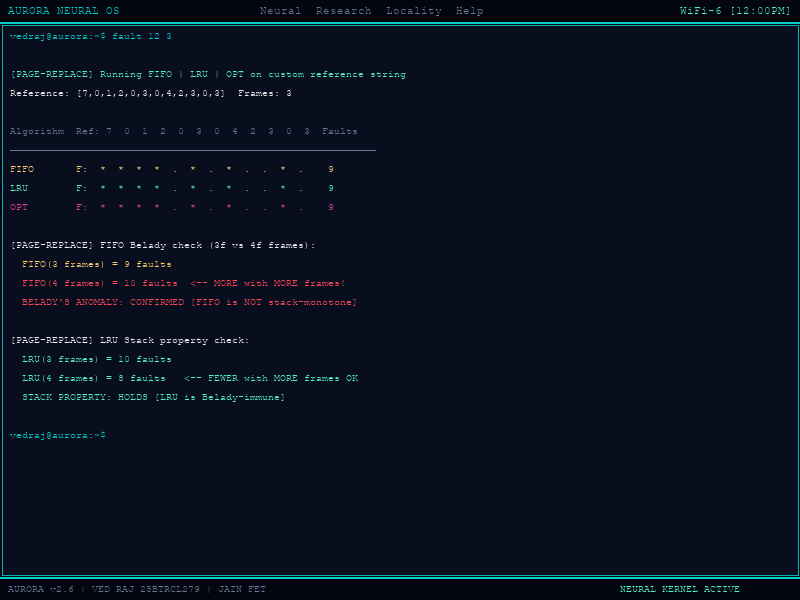 AURORA NEURAL OS Neural Research Locality Help WiFi-6 [12:00PM]
vedraj@aurora:~$ fault 12 3
[PAGE-REPLACE] Running FIFO | LRU | OPT on custom reference string
Reference: [7,0,1,2,0,3,0,4,2,3,0,3] Frames: 3
Algorithm Ref: 7 0 1 2 0 3 0 4 2 3 0 3 Faults
FIFO F: * * * * . * . * . . * . 9
LRU F: * * * * . * . * . . * . 9
OPT F: * * * * . * . * . . * . 9
[PAGE-REPLACE] FIFO Belady check (3f vs 4f frames):
FIFO(3 frames) = 9 faults
FIFO(4 frames) = 10 faults <-- MORE with MORE frames!
BELADY'S ANOMALY: CONFIRMED [FIFO is NOT stack-monotone]
[PAGE-REPLACE] LRU Stack property check:
LRU(3 frames) = 10 faults
LRU(4 frames) = 8 faults <-- FEWER with MORE frames OK
STACK PROPERTY: HOLDS [LRU is Belady-immune]
vedraj@aurora:~$
AURORA v2.6 | VED RAJ 25BTRCL279 | JAIN FET NEURAL KERNEL ACTIVE